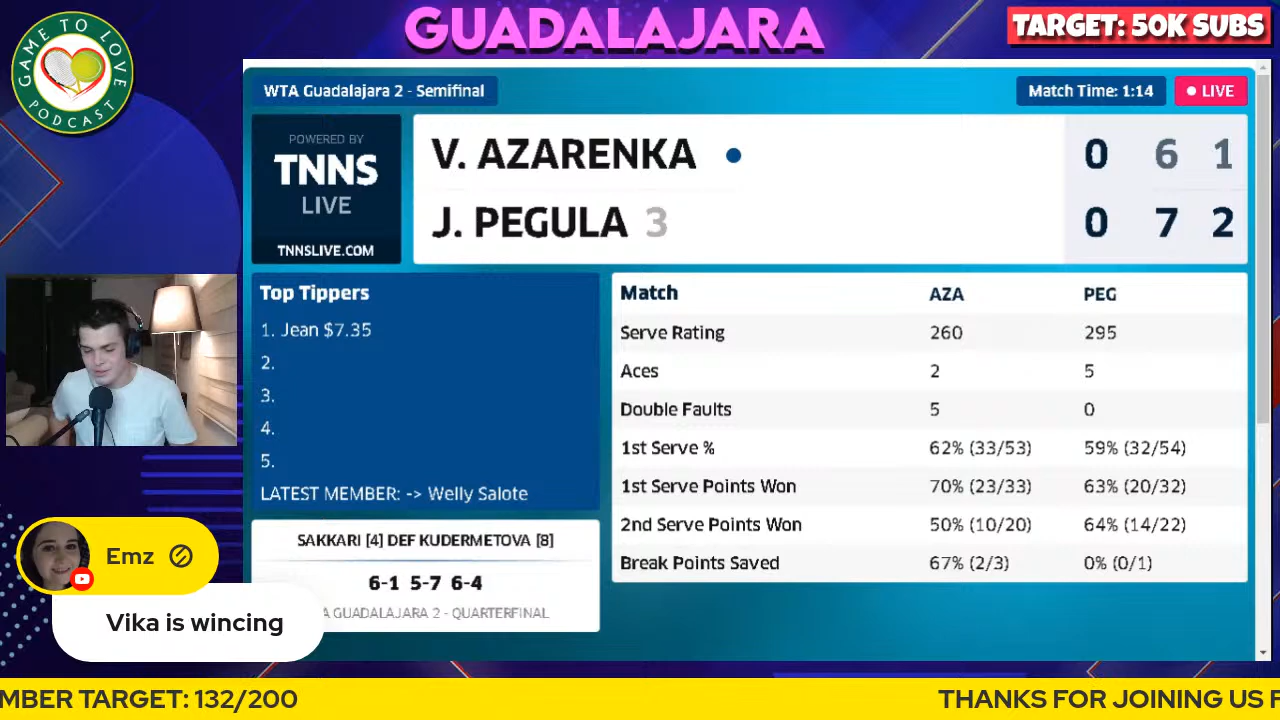 GAME TO LOVE
PODCAST
GUADALAJARA
TARGET: 50K SUBS
WTA Guadalajara 2 - Semifinal
Match Time: 1:14
LIVE
POWERED BY
TNNS
LIVE
TNNSLIVE.COM
V. AZARENKA 0 6 1
J. PEGULA 3 0 7 2
Top Tippers
1. Jean $7.35
2.
3.
4.
5.
LATEST MEMBER: -> Welly Salote
SAKKARI [4] DEF KUDERMETOVA [8]
6-1 5-7 6-4
A GUADALAJARA 2 - QUARTERFINAL
Match AZA PEG
Serve Rating 260 295
Aces 2 5
Double Faults 5 0
1st Serve % 62% (33/53) 59% (32/54)
1st Serve Points Won 70% (23/33) 63% (20/32)
2nd Serve Points Won 50% (10/20) 64% (14/22)
Break Points Saved 67% (2/3) 0% (0/1)
Emz
Vika is wincing
MBER TARGET: 132/200 THANKS FOR JOINING US F